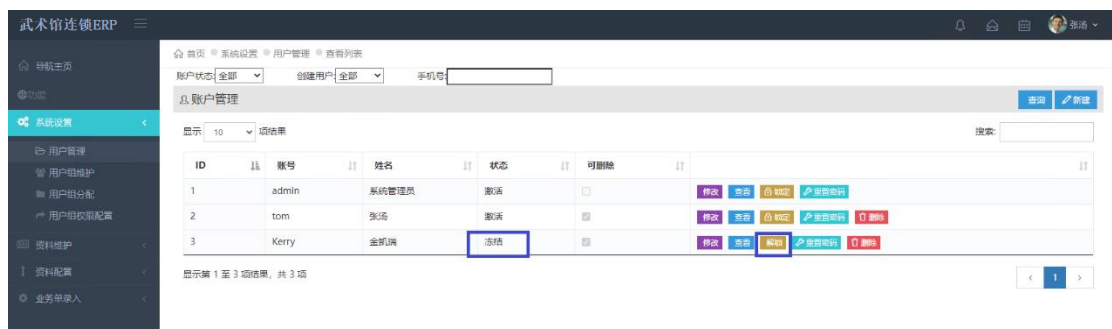 武术馆连锁ERP
张汤
导航主页
功能
系统设置
用户管理
用户组维护
用户组分配
用户组权限配置
资料维护
资料配置
业务单录入
首页 系统设置 用户管理 查看列表
账户状态: 全部 创建用户: 全部 手机号:
账户管理 查询 新建
显示 10 项结果 搜索:
ID 账号 姓名 状态 可删除
1 admin 系统管理员 激活 修改 查看 锁定 重置密码
2 tom 张汤 激活 修改 查看 锁定 重置密码 删除
3 Kerry 金凯瑞 冻结 修改 查看 解锁 重置密码 删除
显示第 1 至 3 项结果, 共 3 项 1